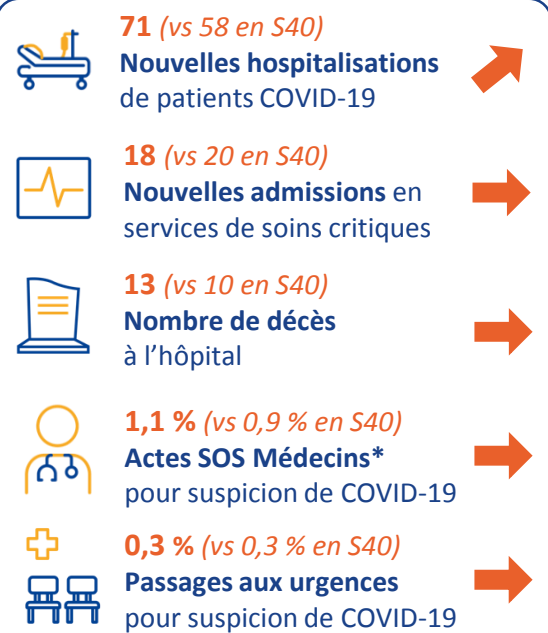 71 (vs 58 en S40)
Nouvelles hospitalisations
de patients COVID-19
18 (vs 20 en S40)
Nouvelles admissions en
services de soins critiques
13 (vs 10 en S40)
Nombre de décès
à l’hôpital
1,1 % (vs 0,9 % en S40)
Actes SOS Médecins*
pour suspicion de COVID-19
0,3 % (vs 0,3 % en S40)
Passages aux urgences
pour suspicion de COVID-19